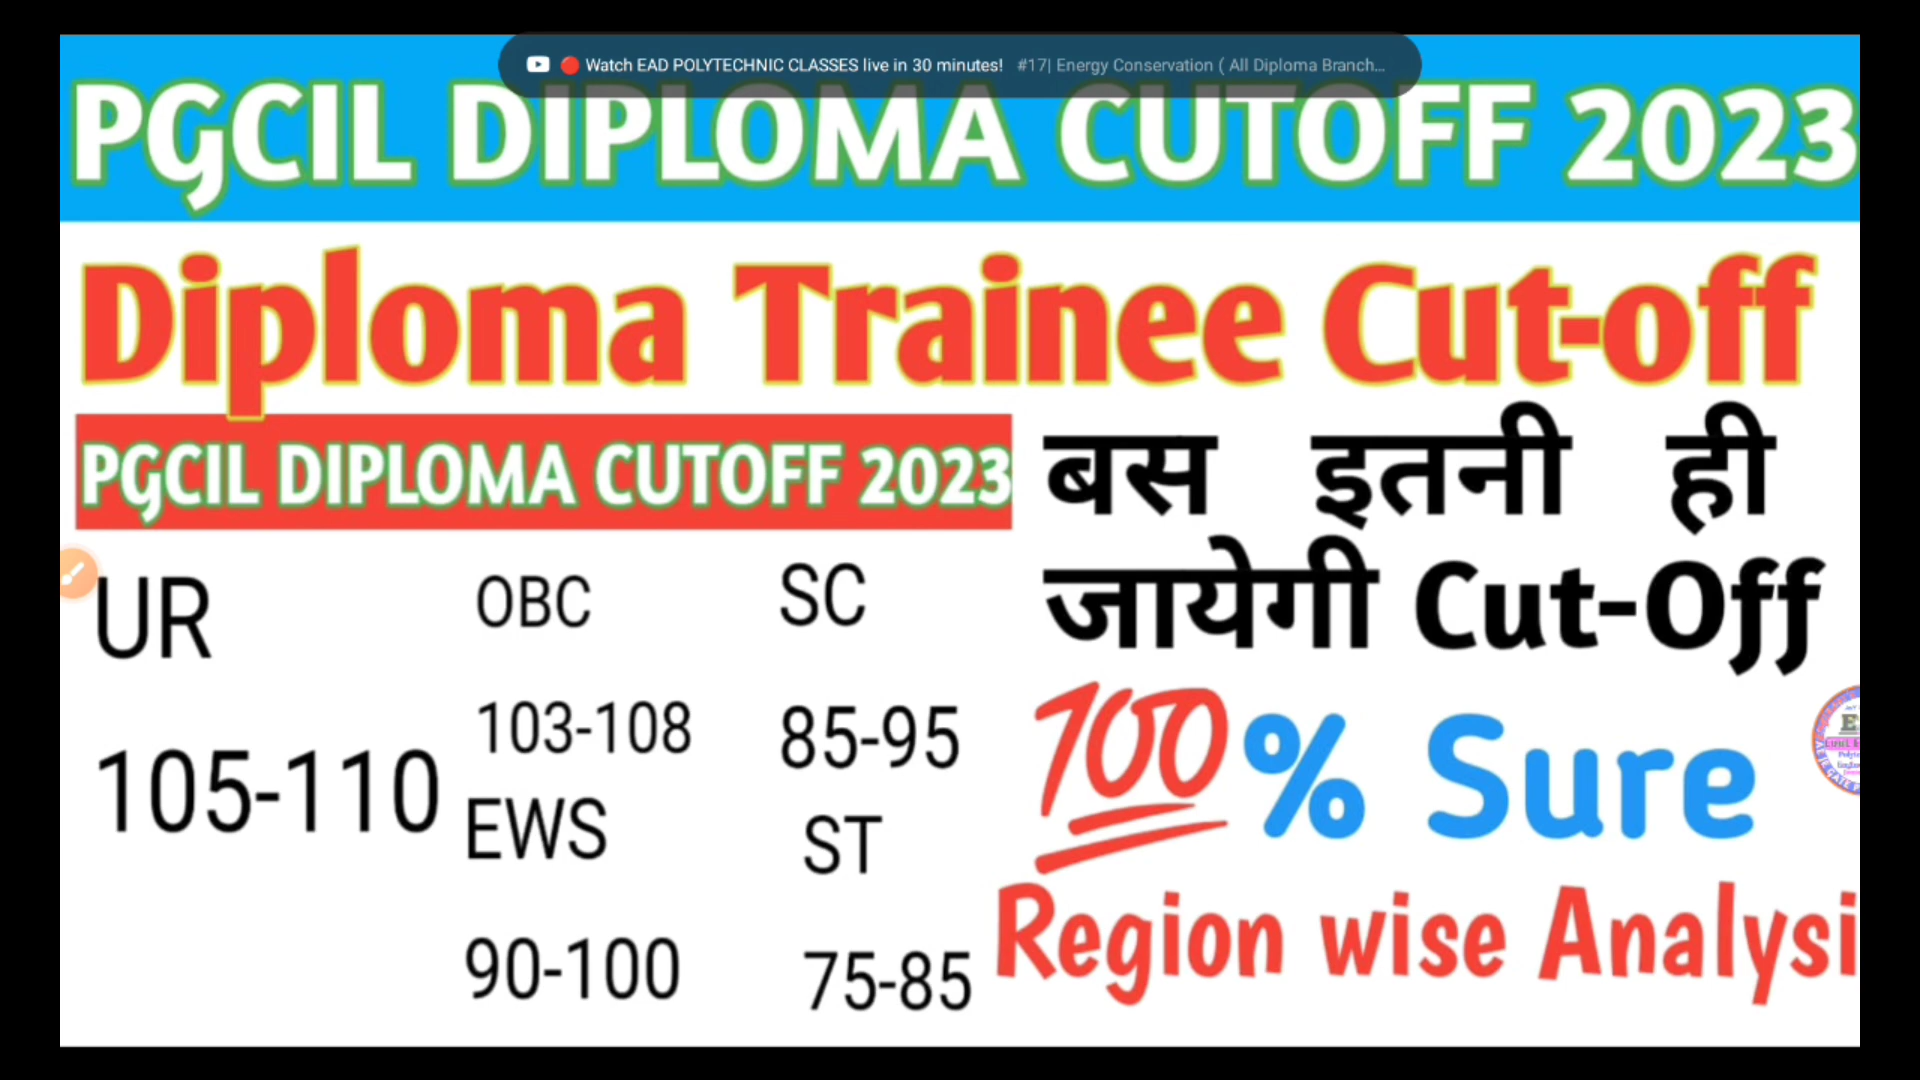 🔴 Watch EAD POLYTECHNIC CLASSES live in 30 minutes! #17| Energy Conservation ( All Diploma Branch...
PGCIL DIPLOMA CUTOFF 2023
Diploma Trainee Cut-off
PGCIL DIPLOMA CUTOFF 2023
बस इतनी ही
जायेगी Cut-Off
UR OBC SC
105-110 103-108 85-95
EWS ST
90-100 75-85
💯% Sure
Region wise Analysi